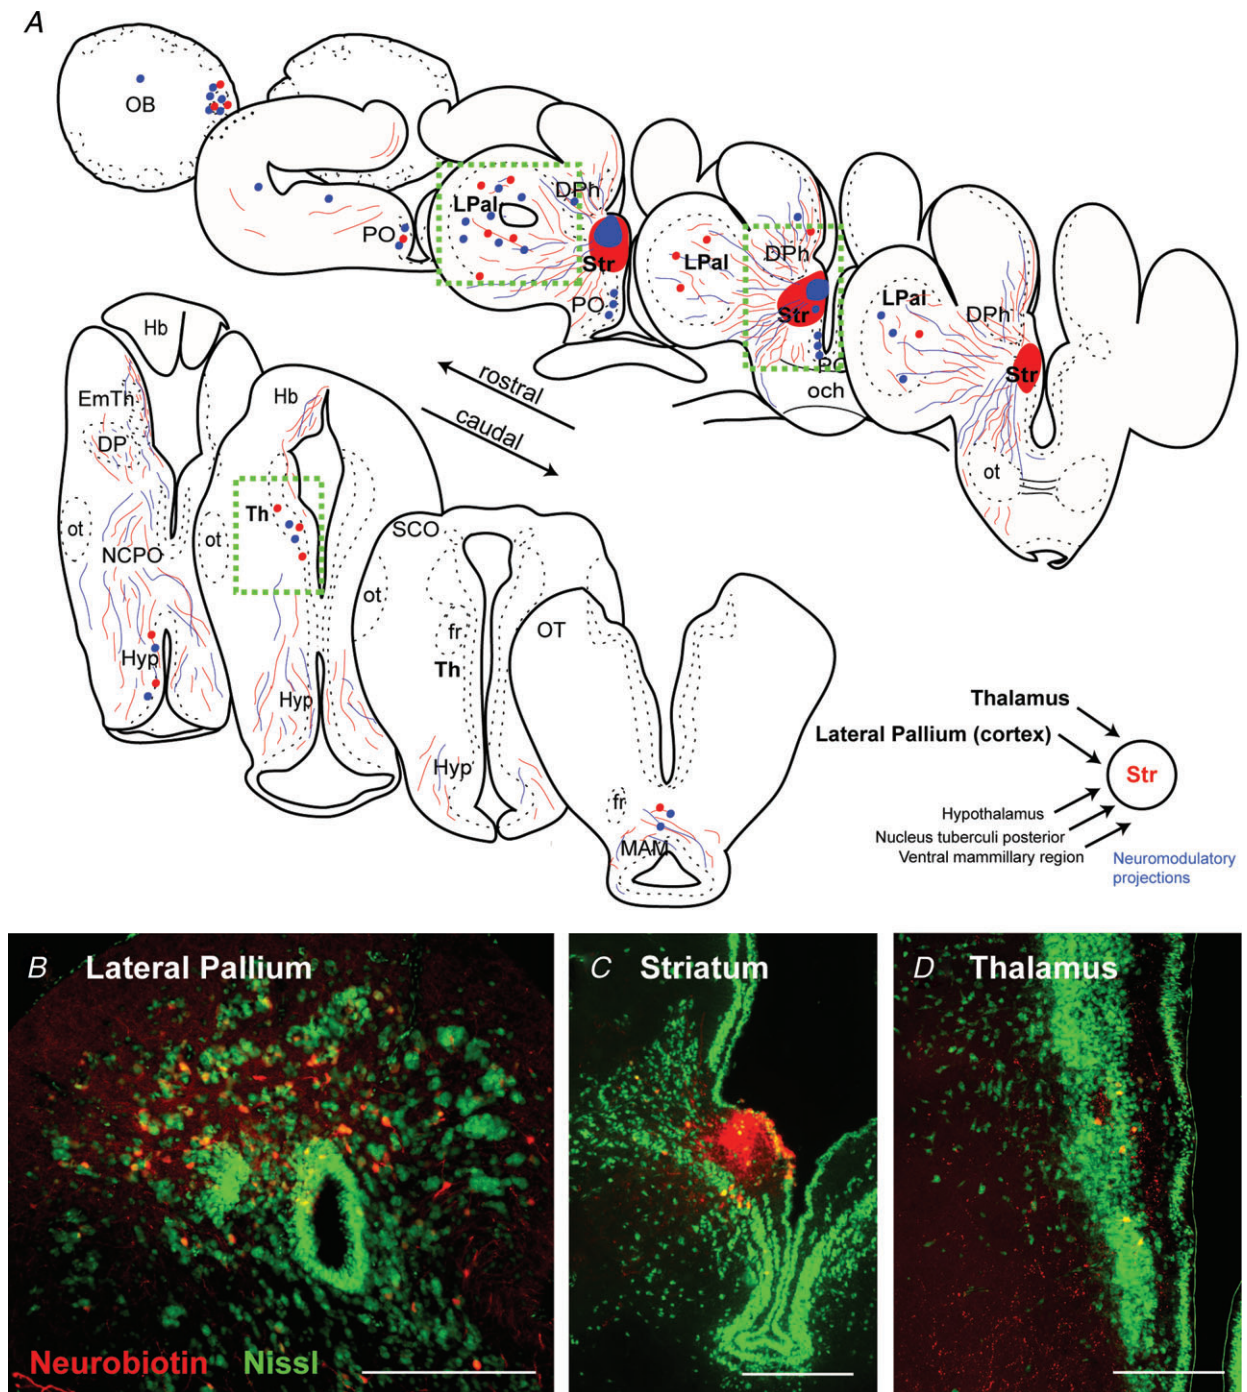 A
OB
PO
LPal
DPh
Str
PO
LPal
DPh
Str
PO
och
LPal
DPh
Str
ot
rostral
caudal
Hb
EmTh
DP
ot
NCPO
Hyp
Hb
Th
ot
Hyp
SCO
ot
fr
Th
Hyp
OT
fr
MAM
Thalamus
Lateral Pallium (cortex)
Str
Hypothalamus
Nucleus tuberculi posterior
Ventral mammillary region
Neuromodulatory
projections
B Lateral Pallium
C Striatum
D Thalamus
Neurobiotin Nissl